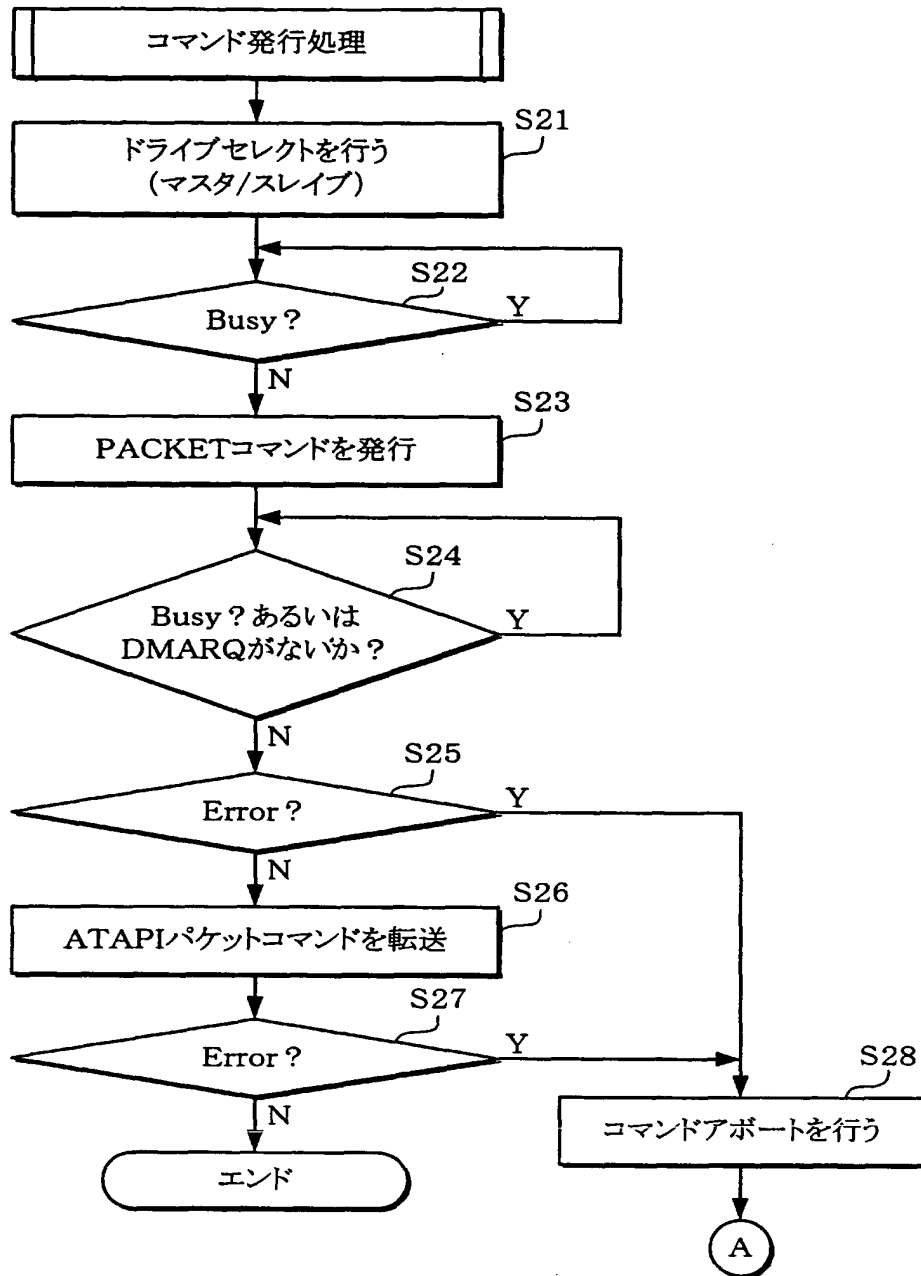 コマンド発行処理
S21
ドライブセレクトを行う
(マスタ/スレイブ)
S22
Busy?
Y
N
S23
PACKETコマンドを発行
S24
Busy?あるいは
DMARQがないか?
Y
N
S25
Error?
Y
N
S26
ATAPIパケットコマンドを転送
S27
Error?
Y
N
S28
コマンドアボートを行う
エンド
A